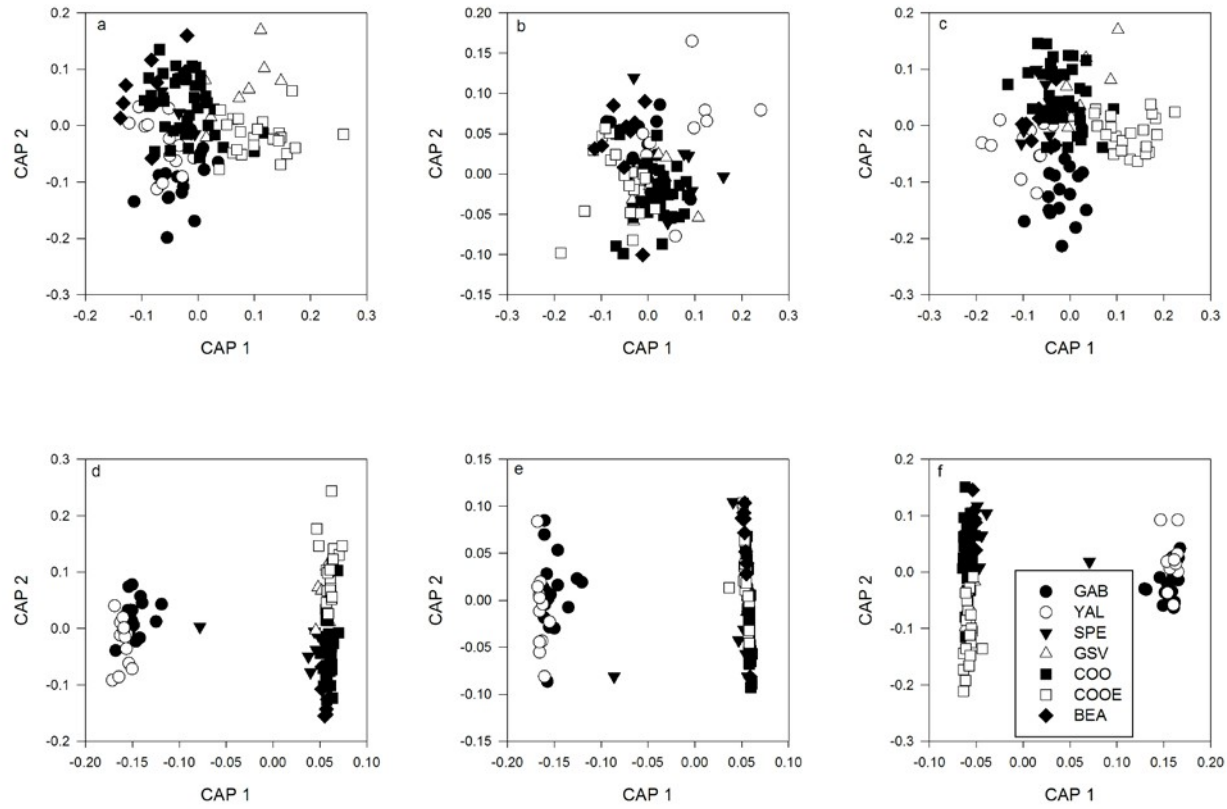 a
CAP 2
0.2
0.1
0.0
-0.1
-0.2
-0.3
-0.2 -0.1 0.0 0.1 0.2 0.3
CAP 1
b
CAP 2
0.20
0.15
0.10
0.05
0.00
-0.05
-0.10
-0.15
-0.3 -0.2 -0.1 0.0 0.1 0.2 0.3
CAP 1
c
CAP 2
0.2
0.1
0.0
-0.1
-0.2
-0.3
-0.3 -0.2 -0.1 0.0 0.1 0.2 0.3
CAP 1
d
CAP 2
0.3
0.2
0.1
0.0
-0.1
-0.2
-0.20 -0.15 -0.10 -0.05 0.00 0.05 0.10
CAP 1
e
CAP 2
0.15
0.10
0.05
0.00
-0.05
-0.10
-0.15
-0.20 -0.15 -0.10 -0.05 0.00 0.05 0.10
CAP 1
f
CAP 2
0.2
0.1
0.0
-0.1
-0.2
-0.3
-0.10 -0.05 0.00 0.05 0.10 0.15 0.20
CAP 1
GAB
YAL
SPE
GSV
COO
COOE
BEA